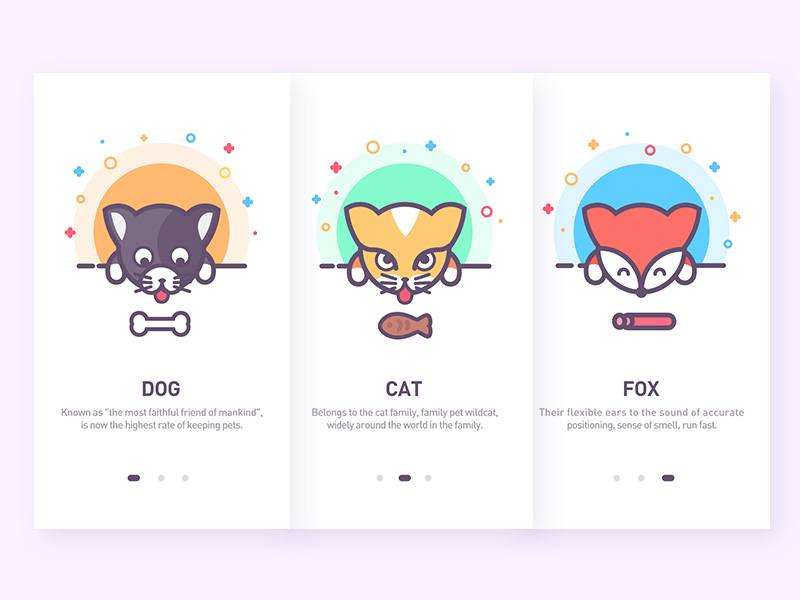 DOG
Known as "the most faithful friend of mankind",
is now the highest rate of keeping pets.
CAT
Belongs to the cat family, family pet wildcat,
widely around the world in the family.
FOX
Their flexible ears to the sound of accurate
positioning, sense of smell, run fast.